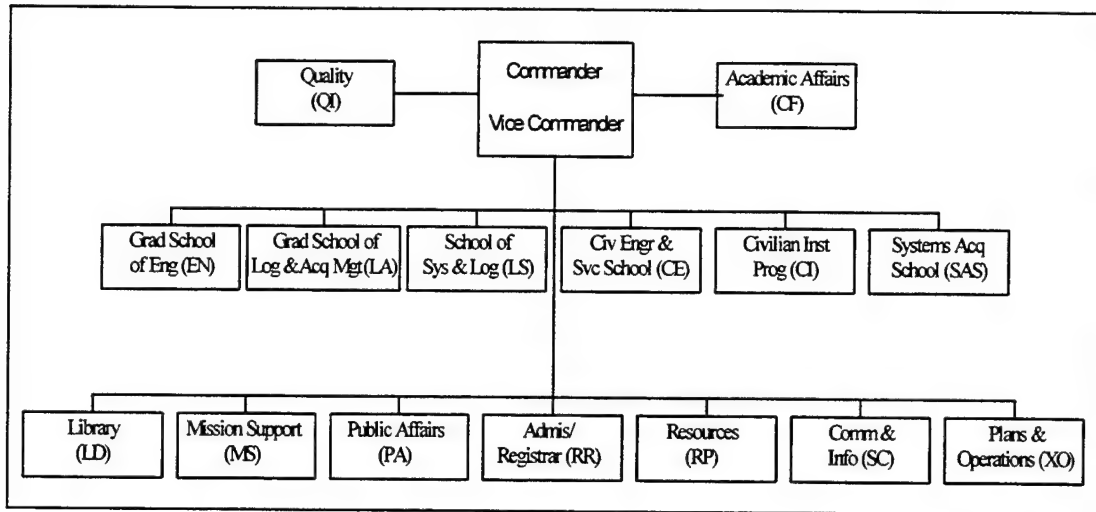 Quality
(QI)
Commander
Vice Commander
Academic Affairs
(CF)
Grad School
of Eng (EN)
Grad School of
Log & Acq Mgt (LA)
School of
Sys & Log (LS)
Civ Engr &
Svc School (CE)
Civilian Inst
Prog (CI)
Systems Acq
School (SAS)
Library
(LD)
Mission Support
(MS)
Public Affairs
(PA)
Admis/
Registrar (RR)
Resources
(RP)
Comm &
Info (SC)
Plans &
Operations (XO)